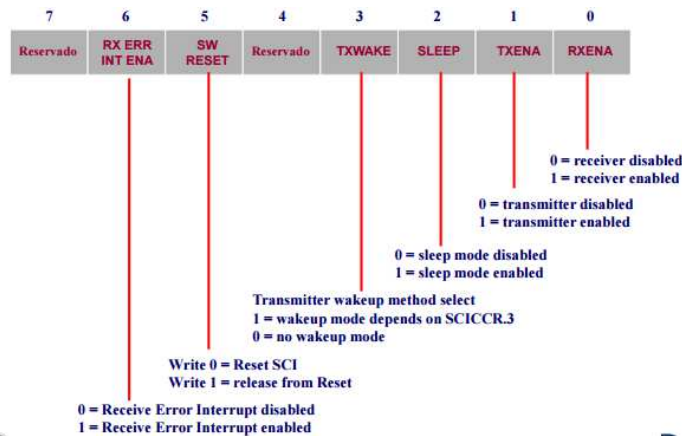 7 6 5 4 3 2 1 0
Reservado RX ERR INT ENA SW RESET Reservado TXWAKE SLEEP TXENA RXENA
0 = receiver disabled
1 = receiver enabled
0 = transmitter disabled
1 = transmitter enabled
0 = sleep mode disabled
1 = sleep mode enabled
Transmitter wakeup method select
1 = wakeup mode depends on SCICCR.3
0 = no wakeup mode
Write 0 = Reset SCI
Write 1 = release from Reset
0 = Receive Error Interrupt disabled
1 = Receive Error Interrupt enabled